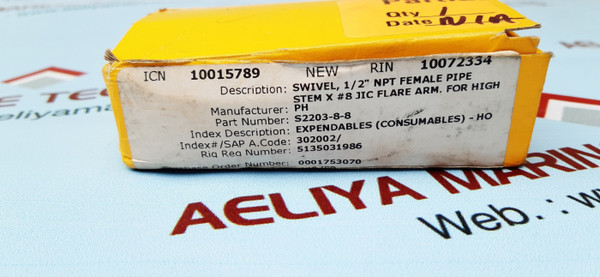 Qty 1
Date N/A
ICN 10015789 NEW RIN 10072334
Description: SWIVEL, 1/2" NPT FEMALE PIPE
STEM X #8 JIC FLARE ARM. FOR HIGH
Manufacturer: PH
Part Number: S2203-8-8
Index Description: EXPENDABLES (CONSUMABLES) - HO
Index#/SAP A.Code: 302002/
Rig Req Number: 5135031986
Order Number: 0001753070
AELIYA MARIN
Web.: w